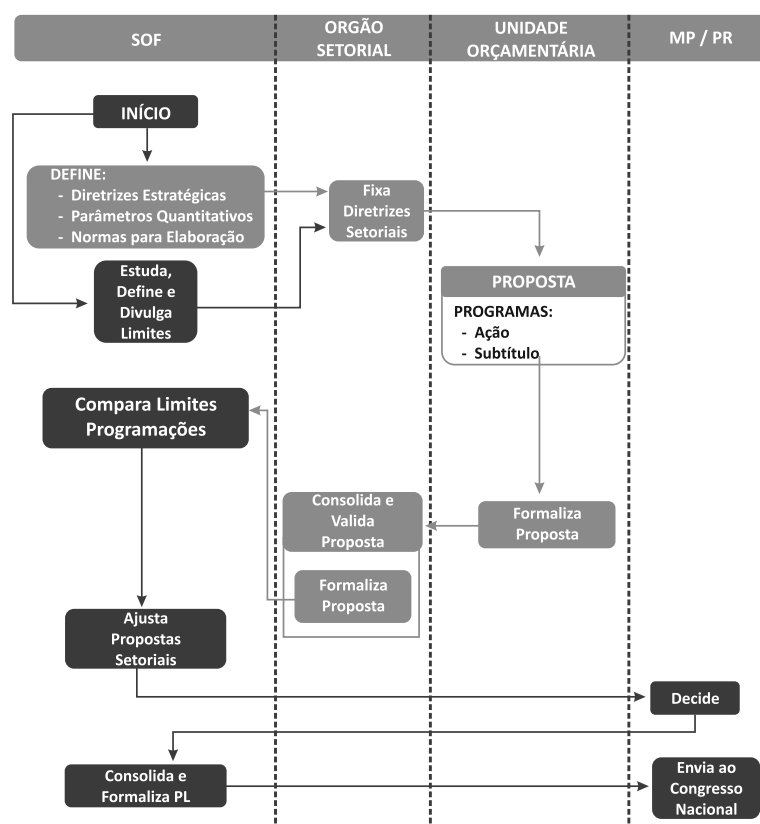 SOF
ORGÃO
SETORIAL
UNIDADE
ORÇAMENTÁRIA
MP / PR
INÍCIO
DEFINE:
- Diretrizes Estratégicas
- Parâmetros Quantitativos
- Normas para Elaboração
Fixa
Diretrizes
Setoriais
Estuda,
Define e
Divulga
Limites
PROPOSTA
PROGRAMAS:
- Ação
- Subtítulo
Compara Limites
Programações
Consolida e
Valida
Proposta
Formaliza
Proposta
Formaliza
Proposta
Ajusta
Propostas
Setoriais
Decide
Consolida e
Formaliza PL
Envia ao
Congresso
Nacional